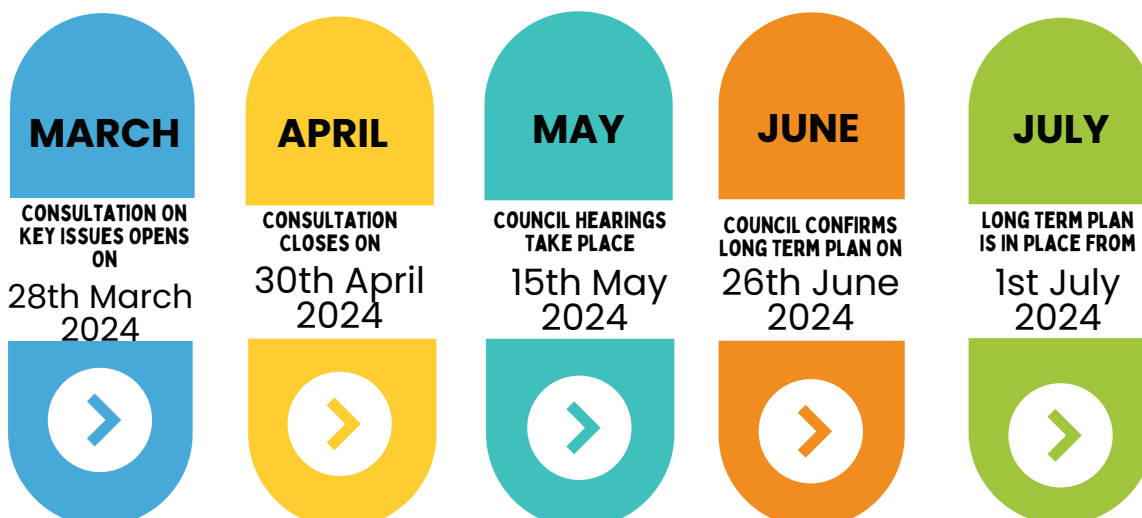 MARCH
CONSULTATION ON
KEY ISSUES OPENS
ON
28th March
2024
APRIL
CONSULTATION
CLOSES ON
30th April
2024
MAY
COUNCIL HEARINGS
TAKE PLACE
15th May
2024
JUNE
COUNCIL CONFIRMS
LONG TERM PLAN ON
26th June
2024
JULY
LONG TERM PLAN
IS IN PLACE FROM
1st July
2024